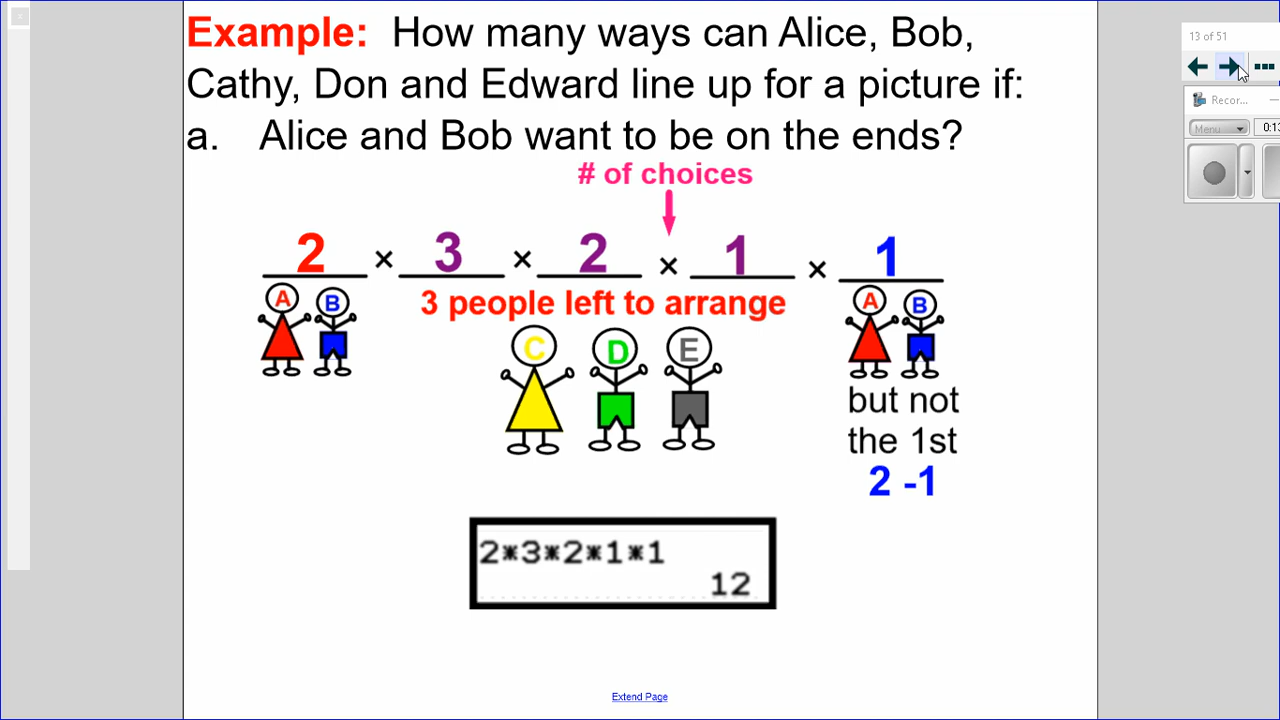 Example: How many ways can Alice, Bob,
Cathy, Don and Edward line up for a picture if:
a. Alice and Bob want to be on the ends?
# of choices
2 × 3 × 2 × 1 × 1
3 people left to arrange
A B
C D E
A B
but not
the 1st
2 -1
2*3*2*1*1
12
Extend Page
13 of 51
Recor...
Menu
0:13